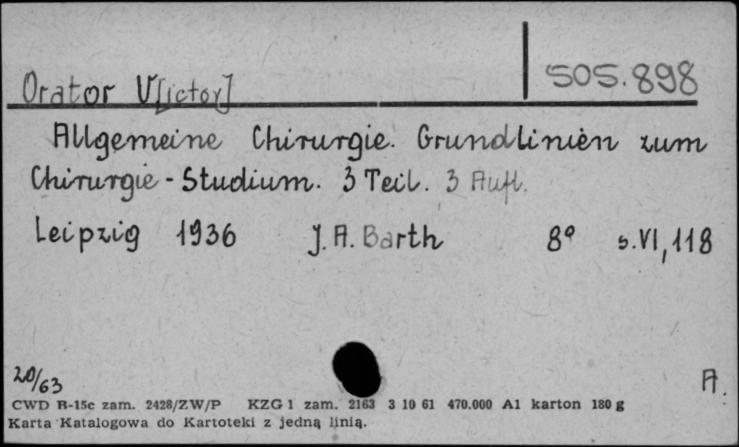 Orator V[ictor]
505.898
Allgemeine Chirurgie. Grundlinien zum
Chirurgie-Studium. 3 Teil. 3 Aufl.
Leipzig 1936 J. A. Barth 8° s. VI, 118
20/63
A.
CWD B-15c zam. 2428/ZW/P KZG 1 zam. 2163 3 10 61 470.000 A1 karton 180 g
Karta Katalogowa do Kartoteki z jedną linią.